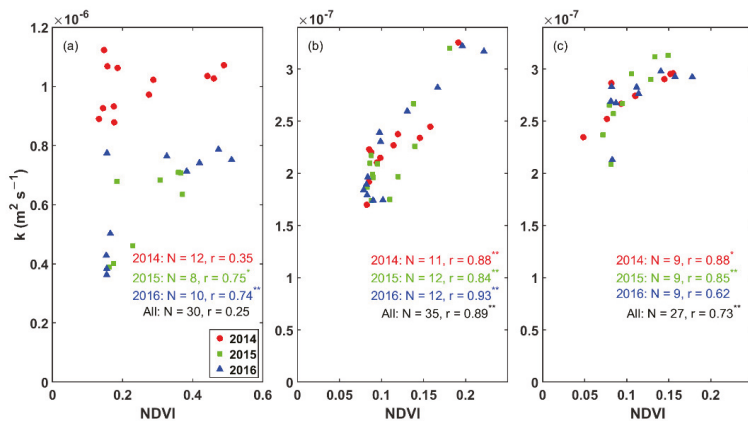 ×10⁻⁶
1.2
1
0.8
0.6
0.4
0.2
0
k (m² s⁻¹)
(a)
2014: N = 12, r = 0.35
2015: N = 8, r = 0.75*
2016: N = 10, r = 0.74**
All: N = 30, r = 0.25
2014
2015
2016
0 0.2 0.4 0.6
NDVI
×10⁻⁷
3
2.5
2
1.5
1
5
0
(b)
2014: N = 11, r = 0.88**
2015: N = 12, r = 0.84**
2016: N = 12, r = 0.93**
All: N = 35, r = 0.89**
0 0.05 0.1 0.15 0.2
NDVI
×10⁻⁷
3
2.5
2
1.5
1
5
0
(c)
2014: N = 9, r = 0.88*
2015: N = 9, r = 0.85**
2016: N = 9, r = 0.62
All: N = 27, r = 0.73**
0 0.05 0.1 0.15 0.2
NDVI